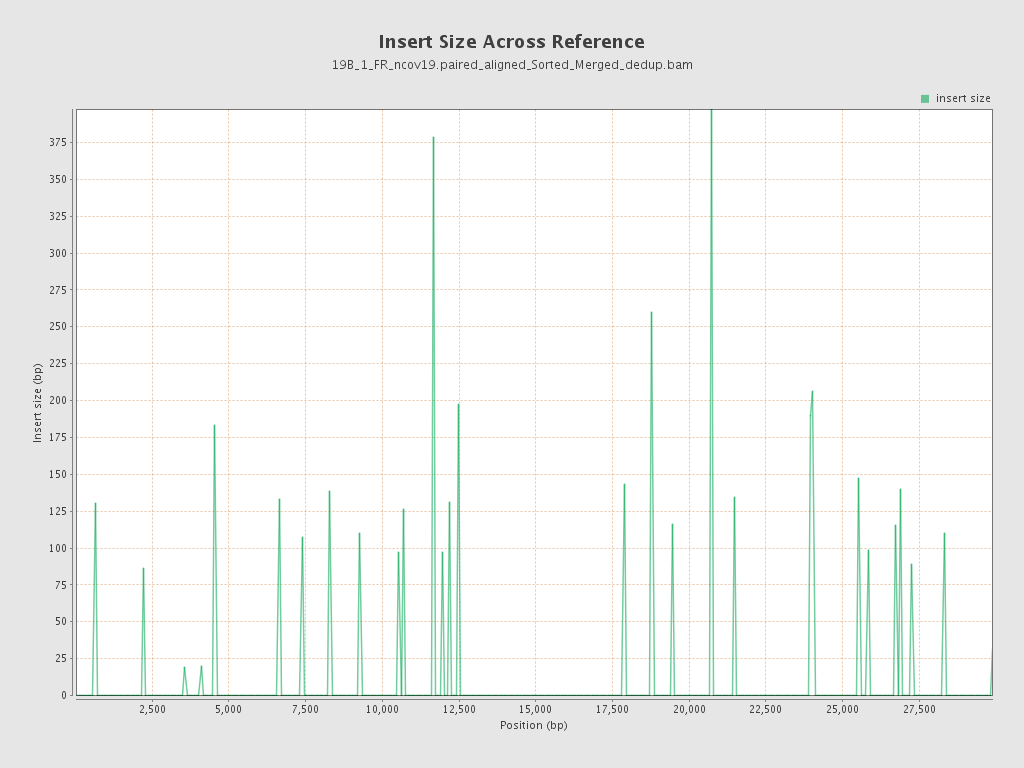 Insert Size Across Reference
19B_1_FR_ncov19.paired_aligned_Sorted_Merged_dedup.bam
insert size
375
350
325
300
275
250
225
200
175
150
125
100
75
50
25
0
Insert size (bp)
2,500 5,000 7,500 10,000 12,500 15,000 17,500 20,000 22,500 25,000 27,500
Position (bp)